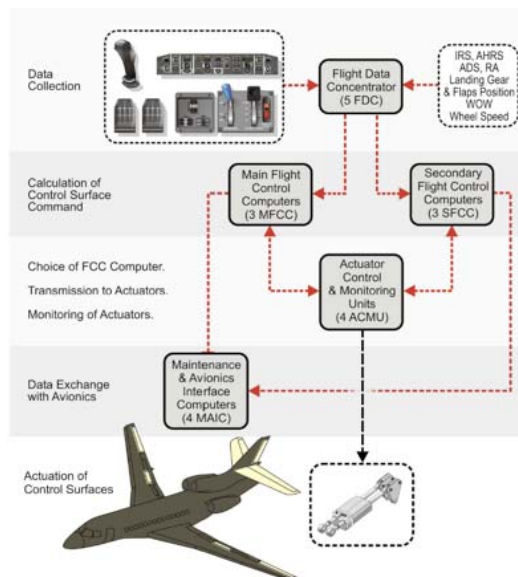 Data
Collection
Flight Data
Concentrator
(5 FDC)
IRS, AHRS
ADS, RA
Landing Gear
& Flaps Position
WOW
Wheel Speed
Calculation of
Control Surface
Command
Main Flight
Control
Computers
(3 MFCC)
Secondary
Flight Control
Computers
(3 SFCC)
Choice of FCC Computer.
Transmission to Actuators.
Monitoring of Actuators.
Actuator
Control
& Monitoring
Units
(4 ACMU)
Data Exchange
with Avionics
Maintenance
& Avionics
Interface
Computers
(4 MAIC)
Actuation of
Control Surfaces